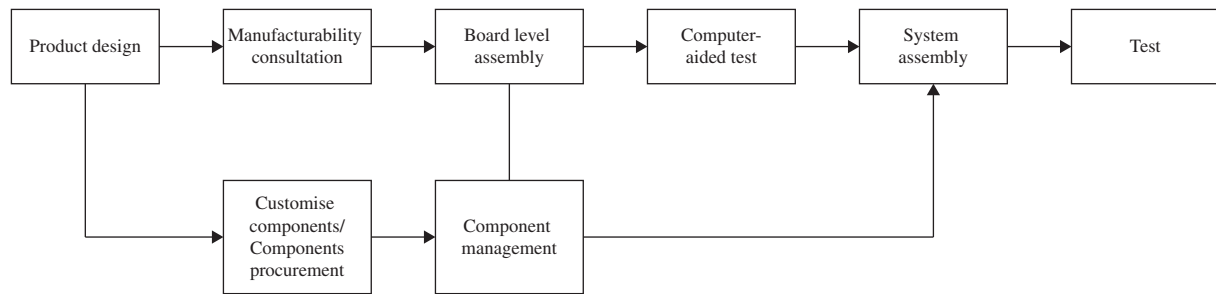 Product design
Manufacturability
consultation
Board level
assembly
Computer-
aided test
System
assembly
Test
Customise
components/
Components
procurement
Component
management